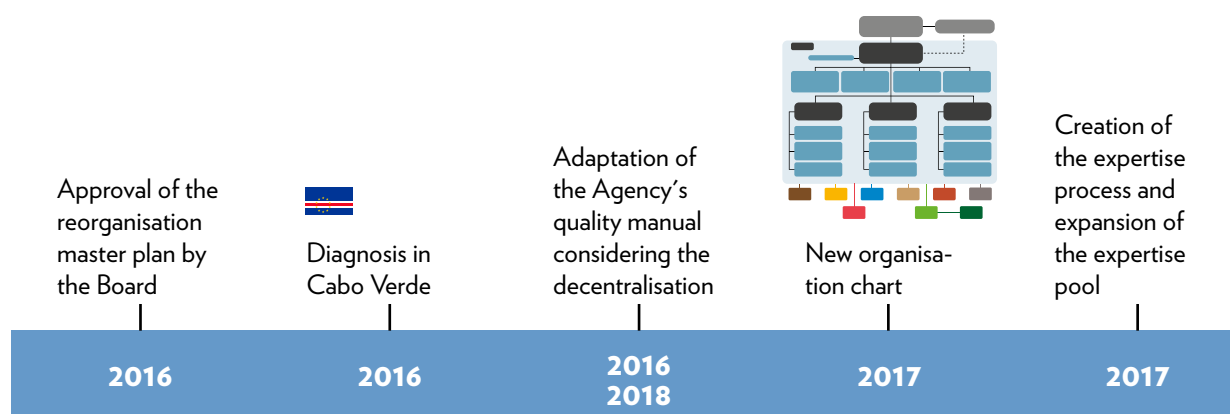 Approval of the
reorganisation
master plan by
the Board
Diagnosis in
Cabo Verde
Adaptation of
the Agency's
quality manual
considering the
decentralisation
New organisa-
tion chart
Creation of
the expertise
process and
expansion of
the expertise
pool
2016
2016
2016
2018
2017
2017